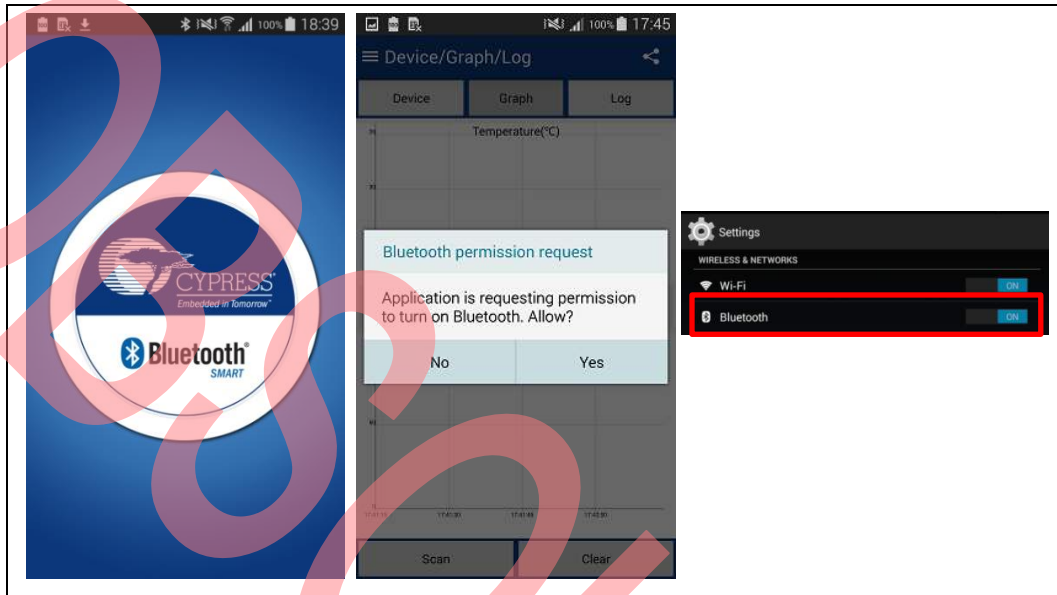 100% 18:39
CYPRESS
Embedded in Tomorrow™
Bluetooth®
SMART
100% 17:45
Device/Graph/Log
Device Graph Log
Temperature(℃)
Bluetooth permission request
Application is requesting permission
to turn on Bluetooth. Allow?
No Yes
Scan Clear
Settings
WIRELESS & NETWORKS
Wi-Fi ON
Bluetooth ON